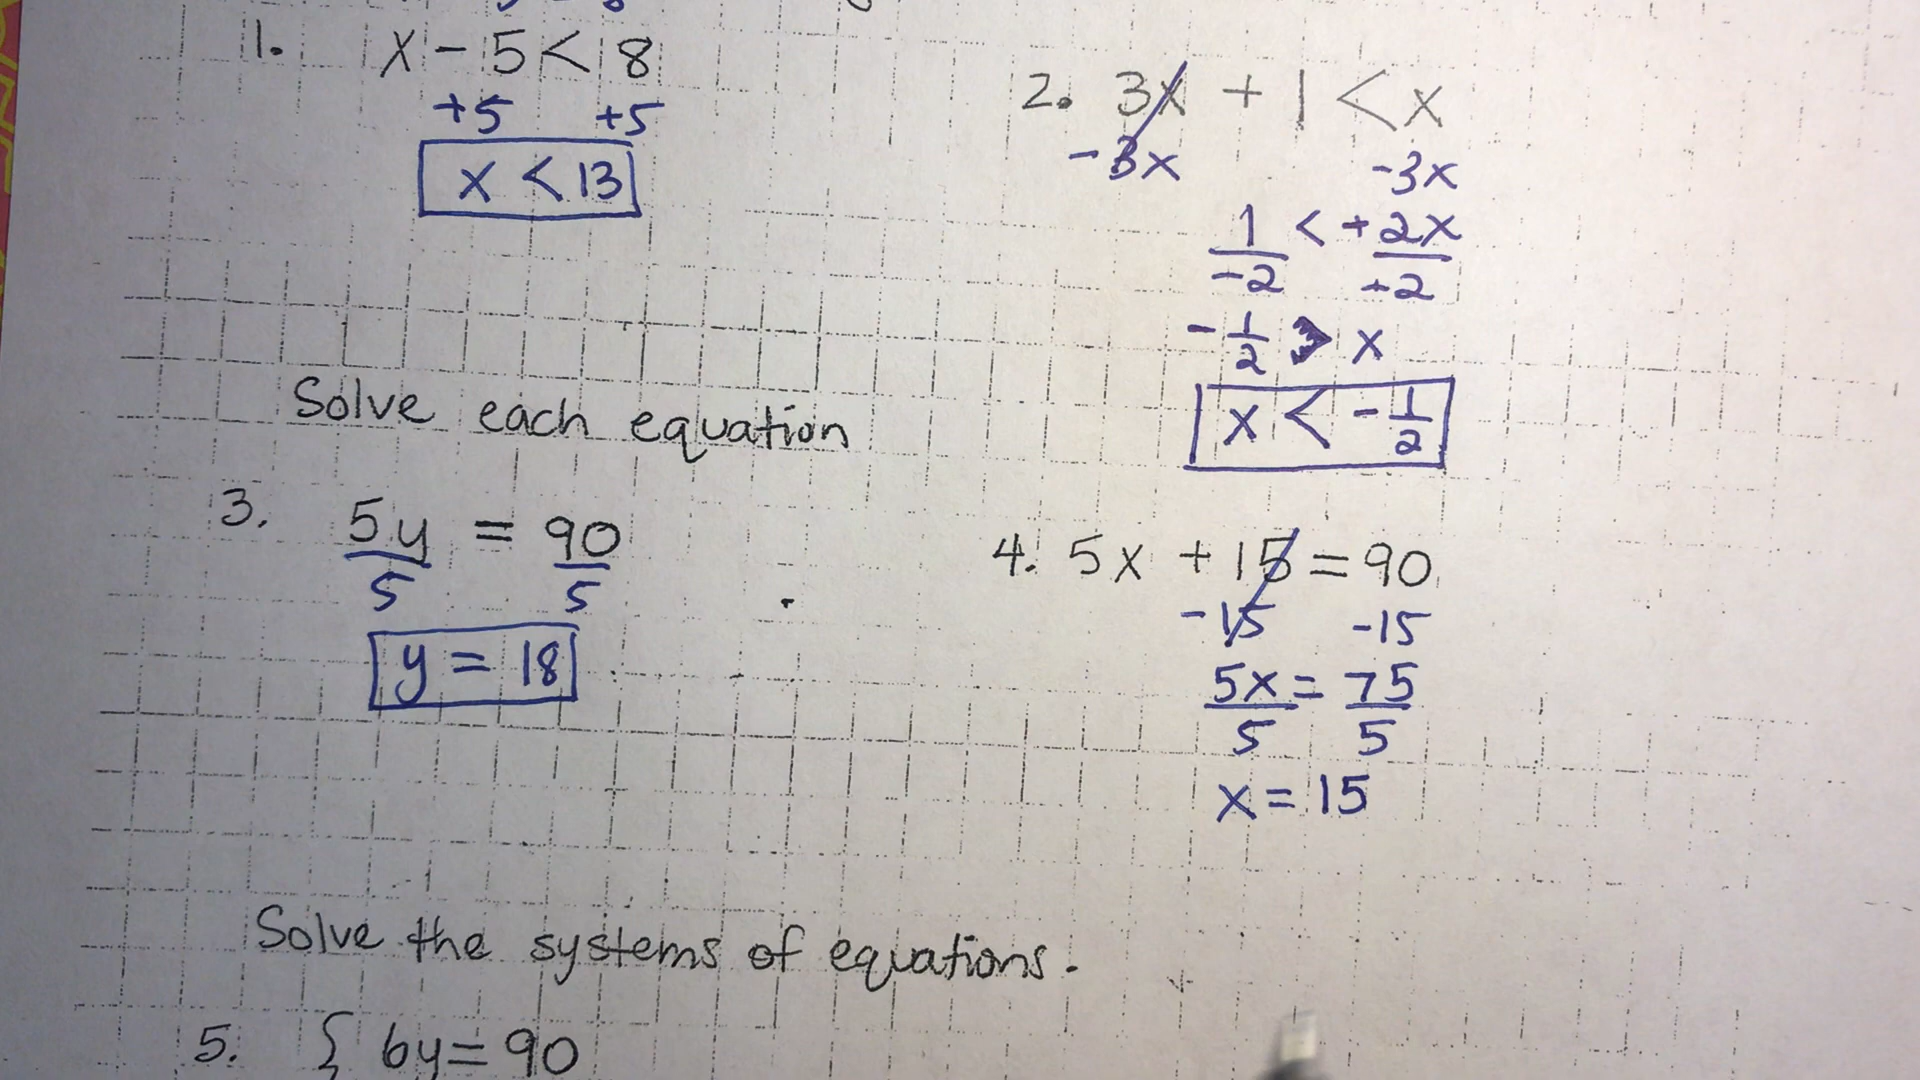 1. x - 5 < 8
+5 +5
x < 13
2. 3x + 1 < x
-3x -3x
1 < +2x
-2 +2
-1/2 > x
x < -1/2
Solve each equation
3. 5y = 90
5 5
y = 18
4. 5x + 15 = 90
-15 -15
5x = 75
5 5
x = 15
Solve the systems of equations.
5. { 6y = 90